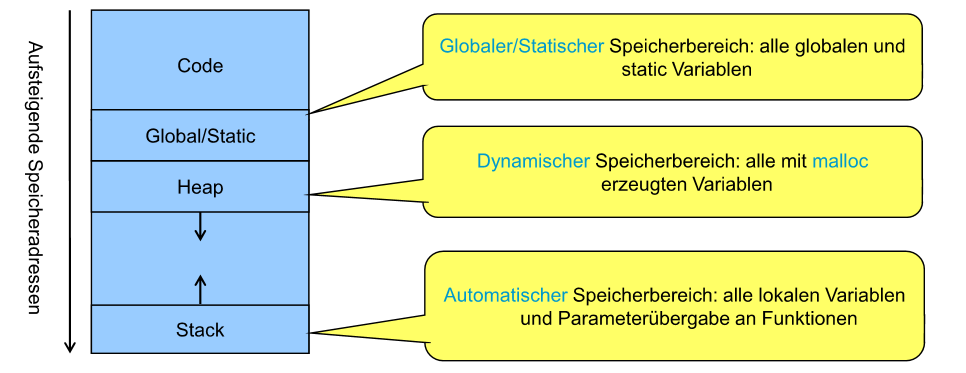 Aufsteigende Speicheradressen
Code
Globaler/Statischer Speicherbereich: alle globalen und
static Variablen
Global/Static
Dynamischer Speicherbereich: alle mit malloc
erzeugten Variablen
Heap
Automatischer Speicherbereich: alle lokalen Variablen
und Parameterübergabe an Funktionen
Stack